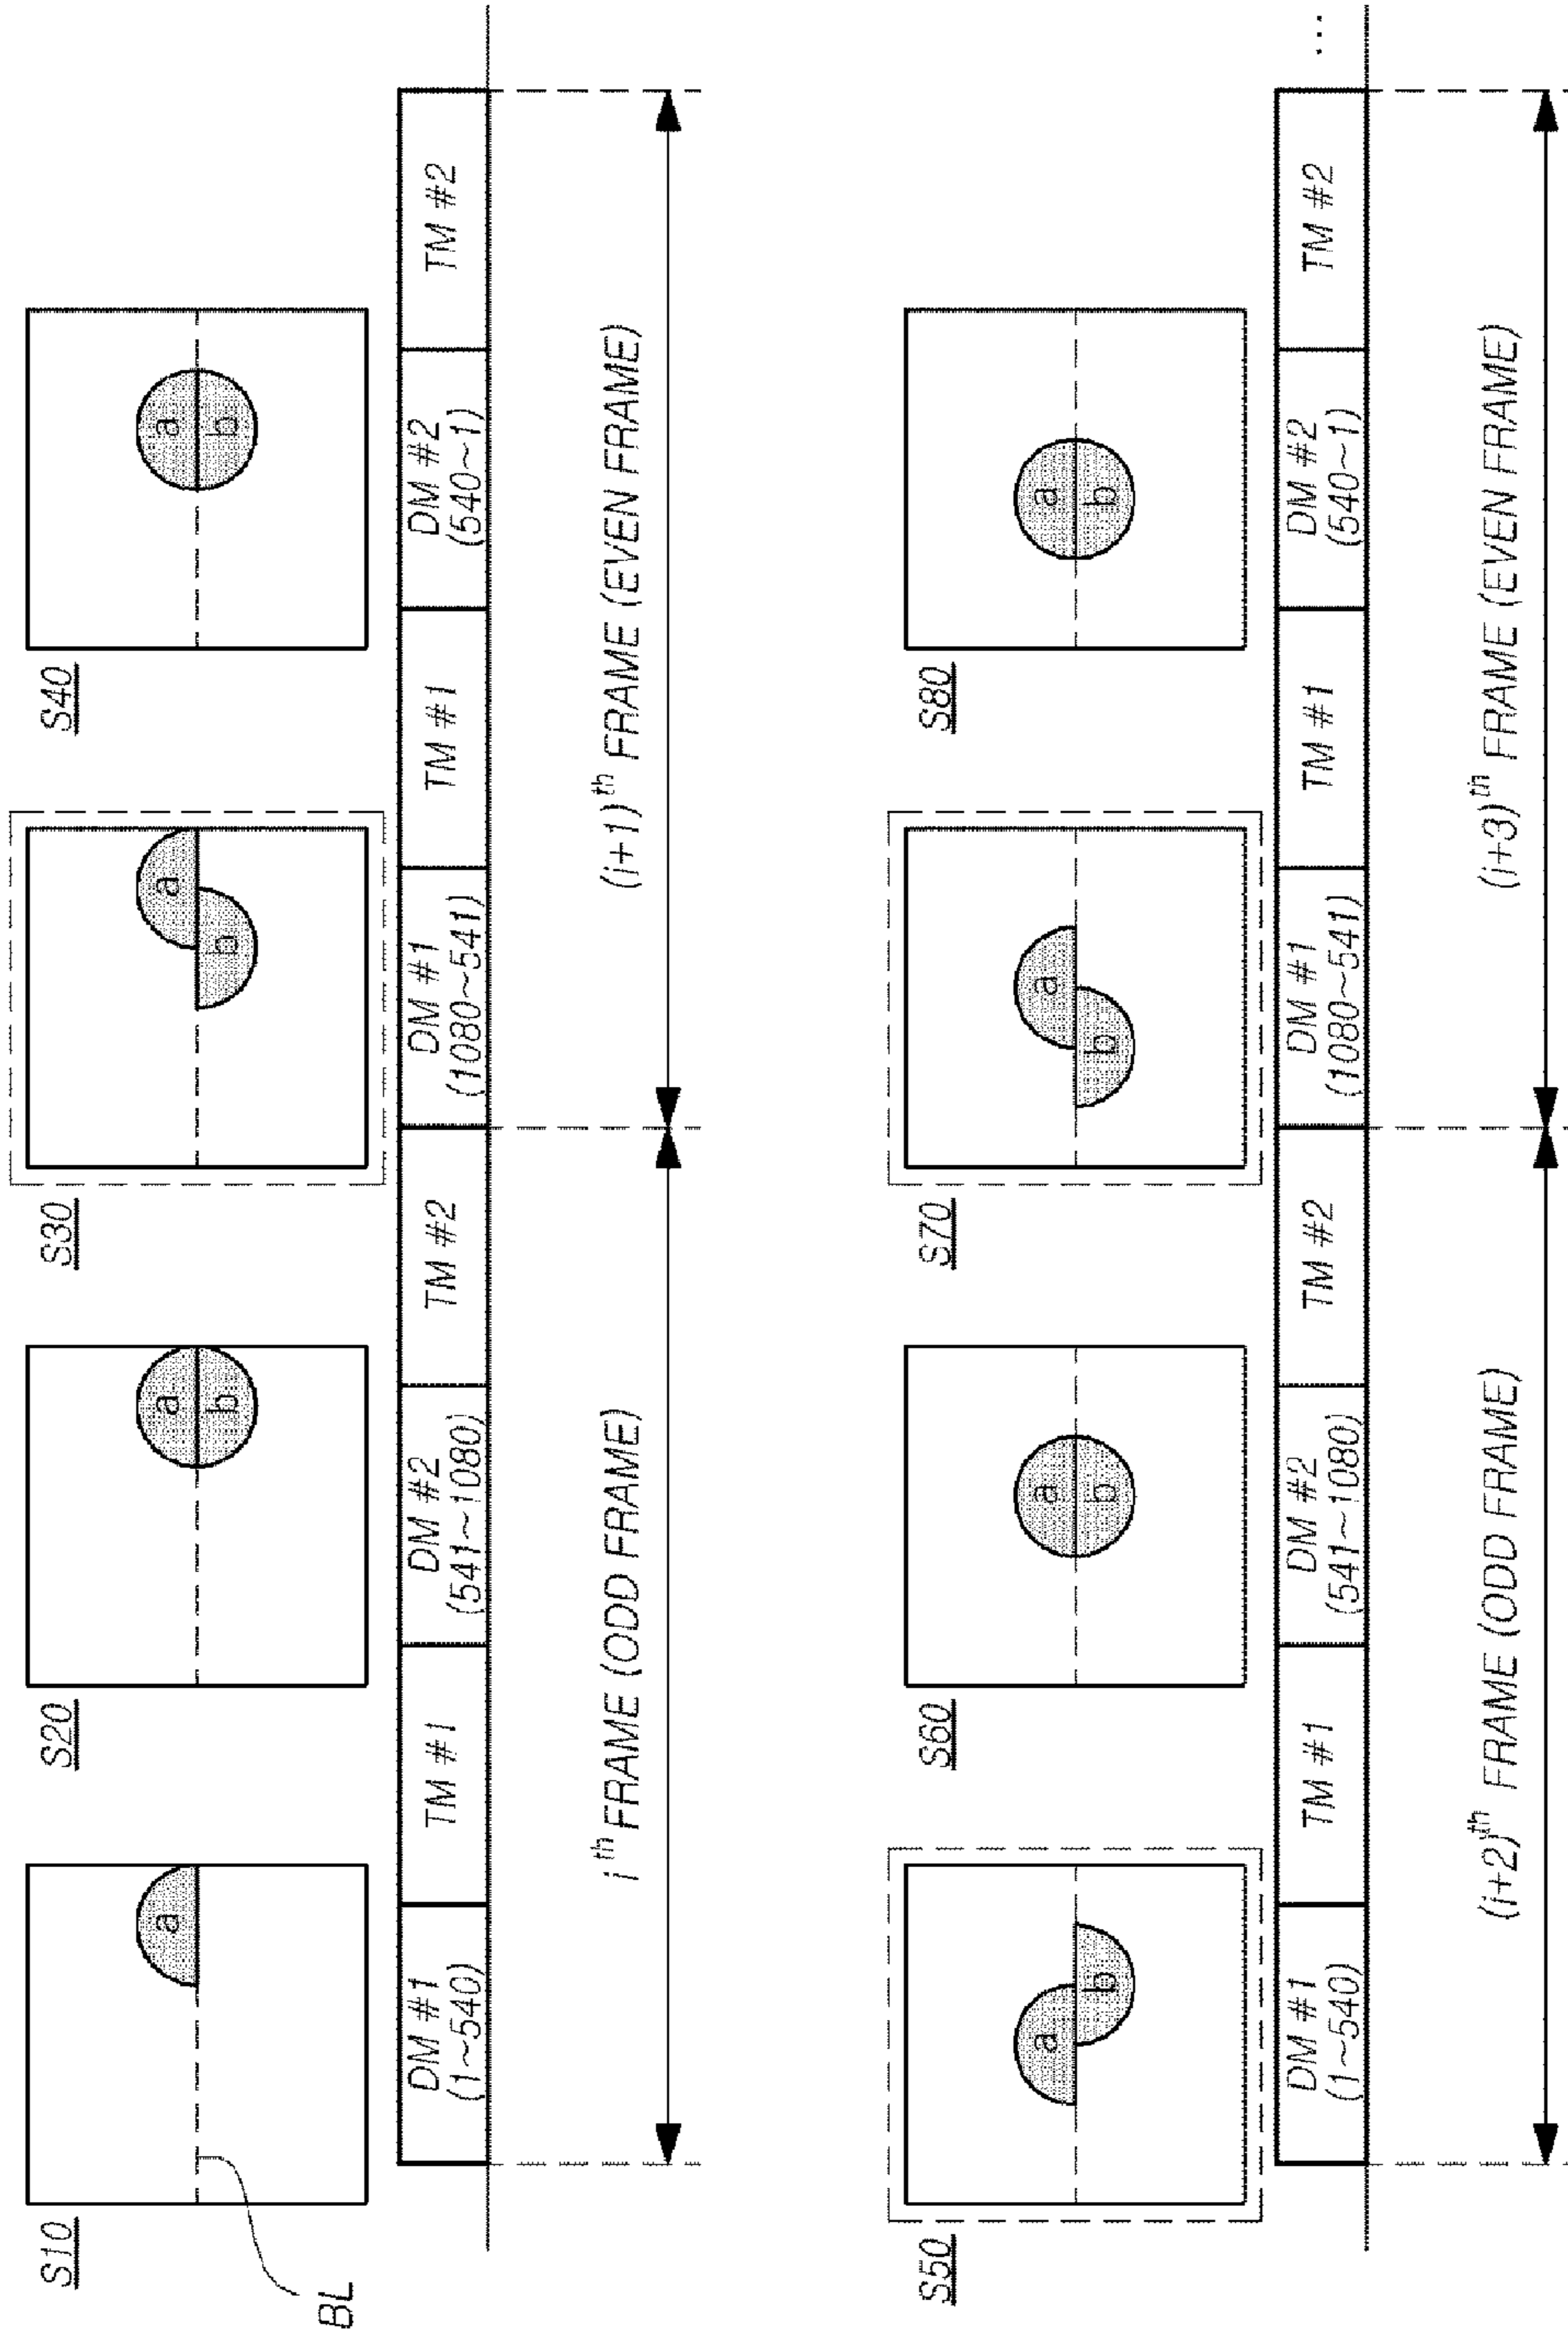 S10
S20
S30
S40
a
a
b
a
b
a
b
BL
DM #1
(1~540)
TM #1
DM #2
(541~1080)
TM #2
DM #1
(1080~541)
TM #1
DM #2
(540~1)
TM #2
i th FRAME (ODD FRAME)
(i+1)th FRAME (EVEN FRAME)
S50
S60
S70
S80
a
b
a
b
a
b
a
b
DM #1
(1~540)
TM #1
DM #2
(541~1080)
TM #2
DM #1
(1080~541)
TM #1
DM #2
(540~1)
TM #2
...
(i+2)th FRAME (ODD FRAME)
(i+3)th FRAME (EVEN FRAME)